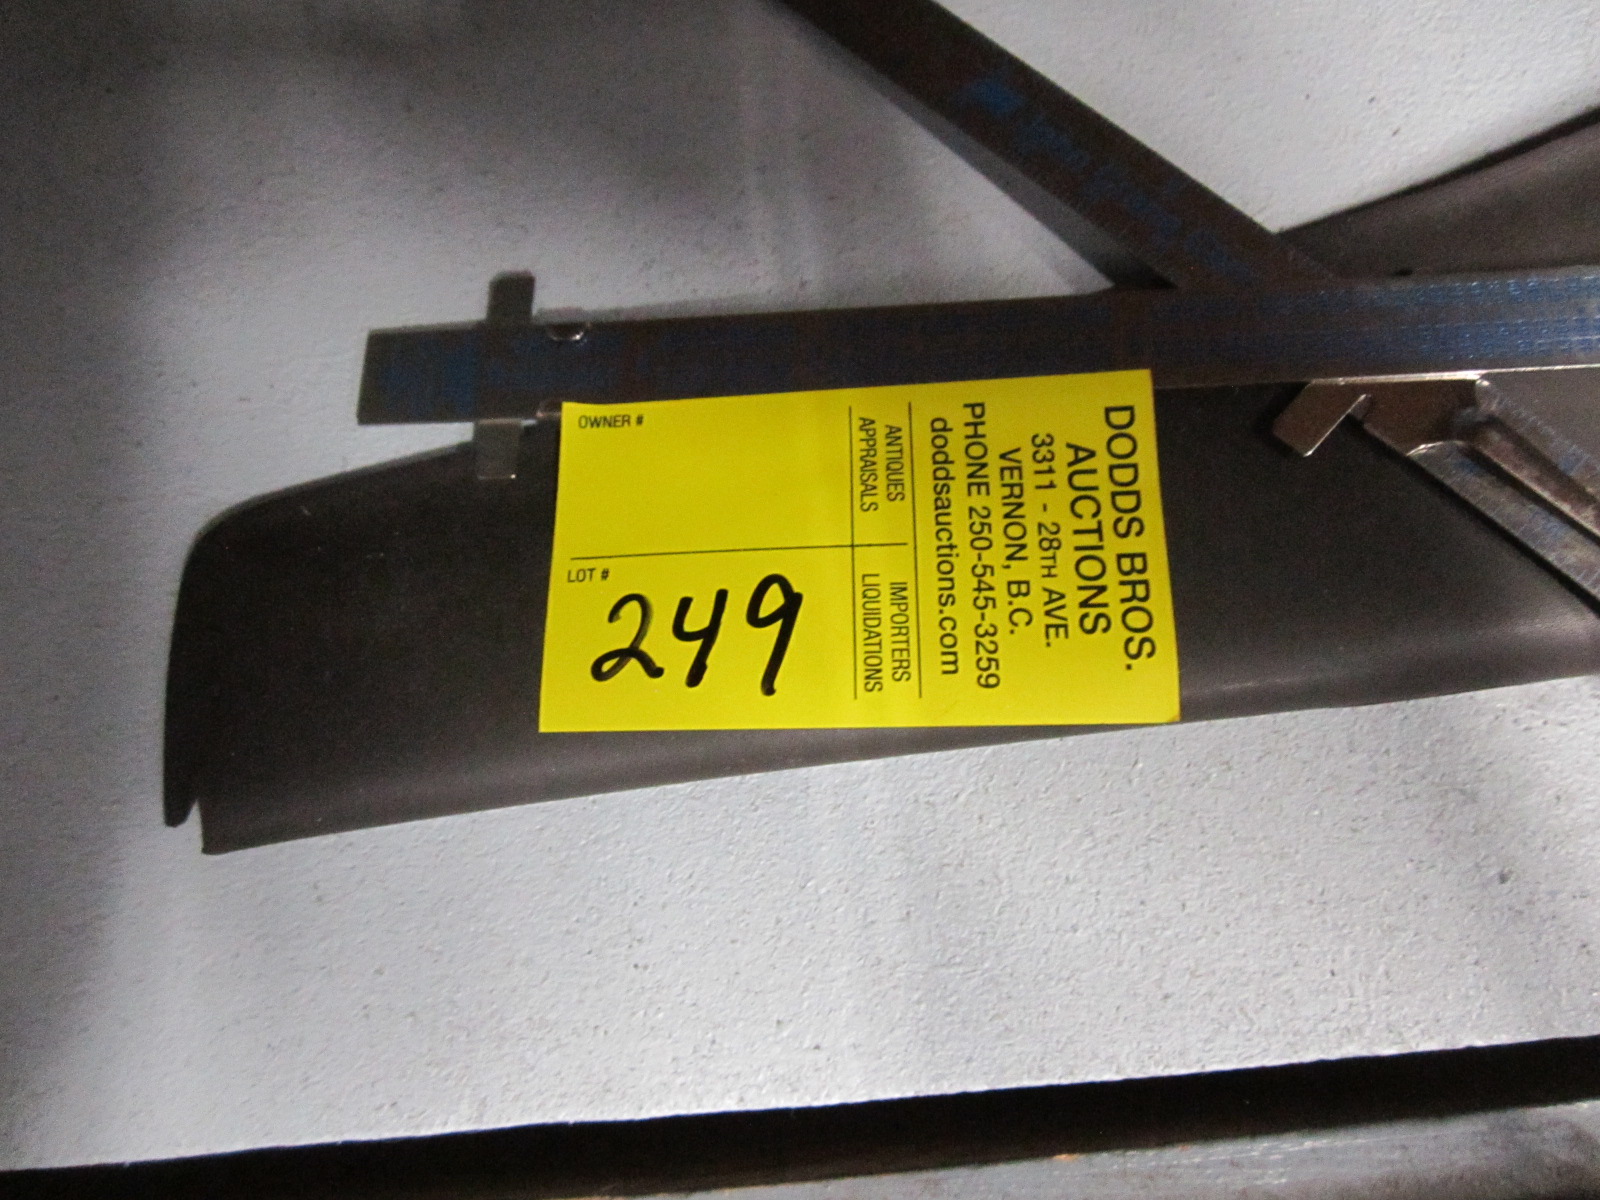 DODDS BROS.
AUCTIONS
3311 - 28TH AVE.
VERNON, B.C.
PHONE 250-545-3259
doddsauctions.com
ANTIQUES
APPRAISALS
IMPORTERS
LIQUIDATIONS
OWNER #
LOT #
249